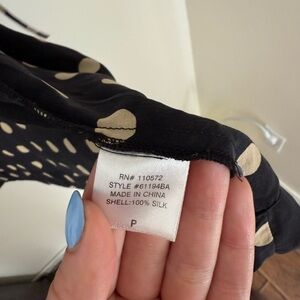 RN# 110572
STYLE #61194BA
MADE IN CHINA
SHELL:100% SILK
P